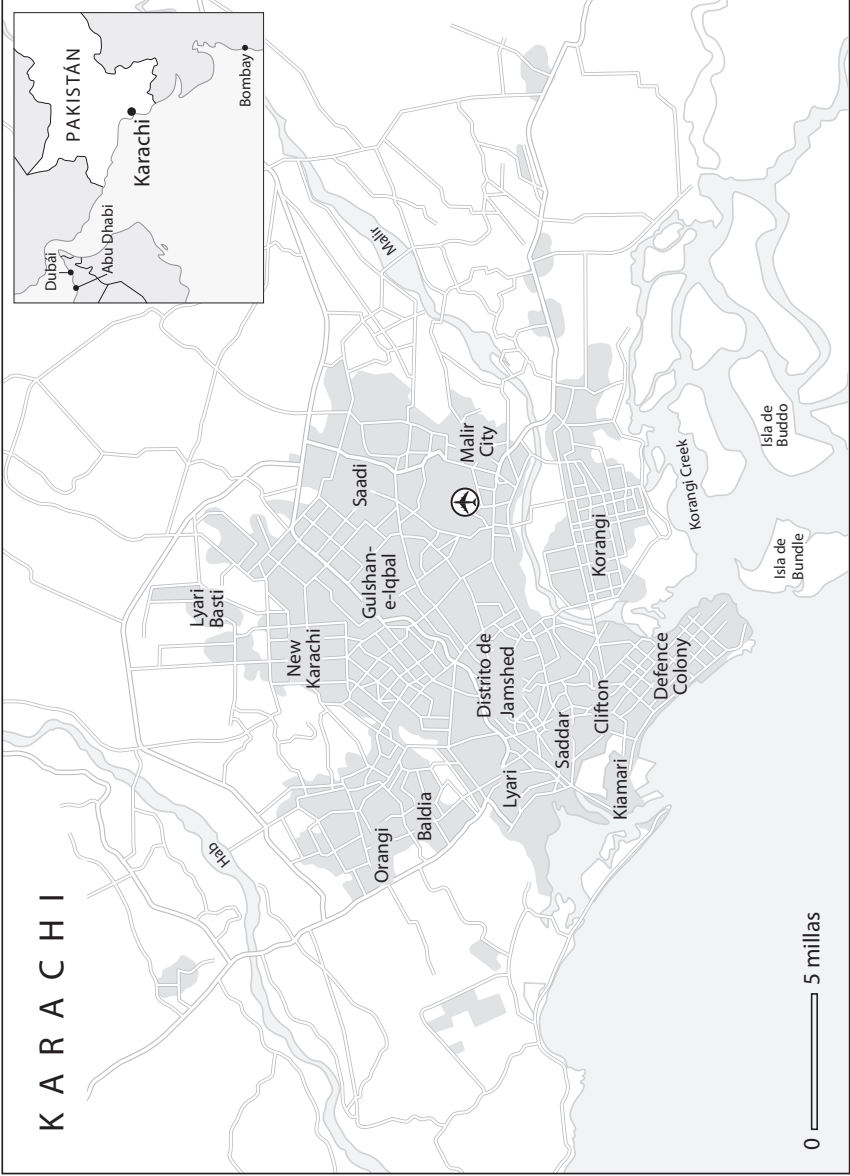 KARACHI
PAKISTÁN
Karachi
Dubái
Abu Dhabi
Bombay
Hab
Malir
Lyari
Basti
New
Karachi
Saadi
Gulshan-
e-Iqbal
Malir
City
Orangi
Baldia
Distrito de
Jamshed
Lyari
Saddar
Clifton
Kiamari
Defence
Colony
Korangi
Korangi Creek
Isla de
Bundle
Isla de
Buddo
0
5 millas